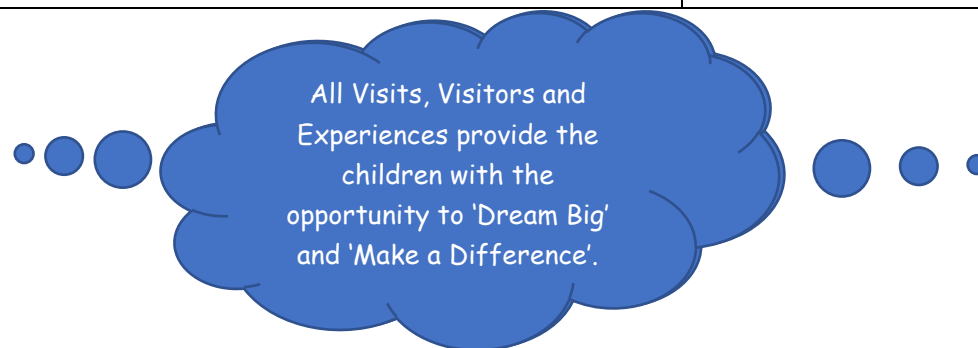 All Visits, Visitors and
Experiences provide the
children with the
opportunity to ‘Dream Big’
and ‘Make a Difference’.